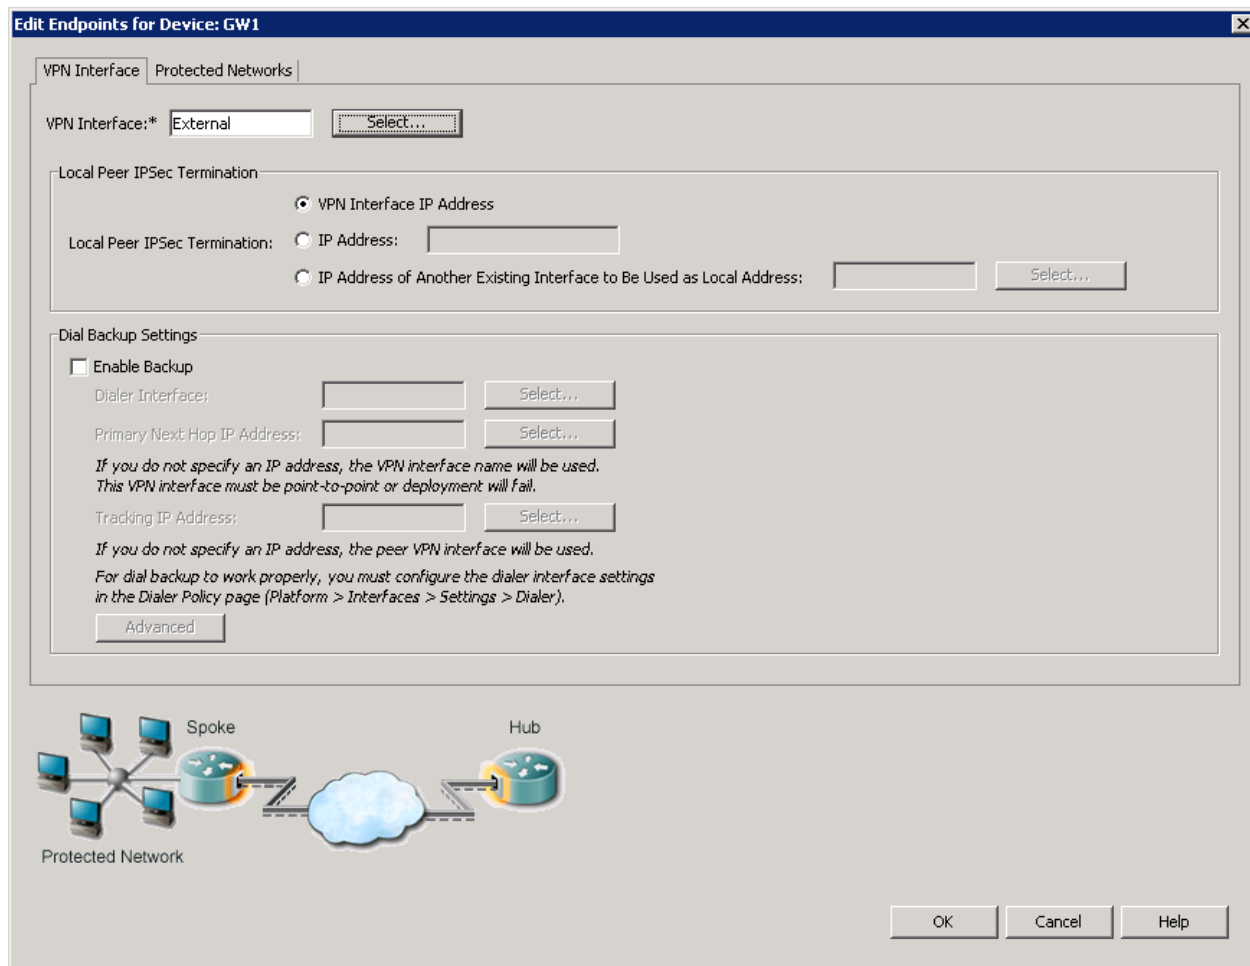 Edit Endpoints for Device: GW1
VPN Interface
Protected Networks
VPN Interface:* External Select...
Local Peer IPSec Termination
VPN Interface IP Address
Local Peer IPSec Termination: IP Address:
IP Address of Another Existing Interface to Be Used as Local Address: Select...
Dial Backup Settings
Enable Backup
Dialer Interface: Select...
Primary Next Hop IP Address: Select...
If you do not specify an IP address, the VPN interface name will be used.
This VPN interface must be point-to-point or deployment will fail.
Tracking IP Address: Select...
If you do not specify an IP address, the peer VPN interface will be used.
For dial backup to work properly, you must configure the dialer interface settings
in the Dialer Policy page (Platform > Interfaces > Settings > Dialer).
Advanced
Spoke Hub
Protected Network
OK Cancel Help